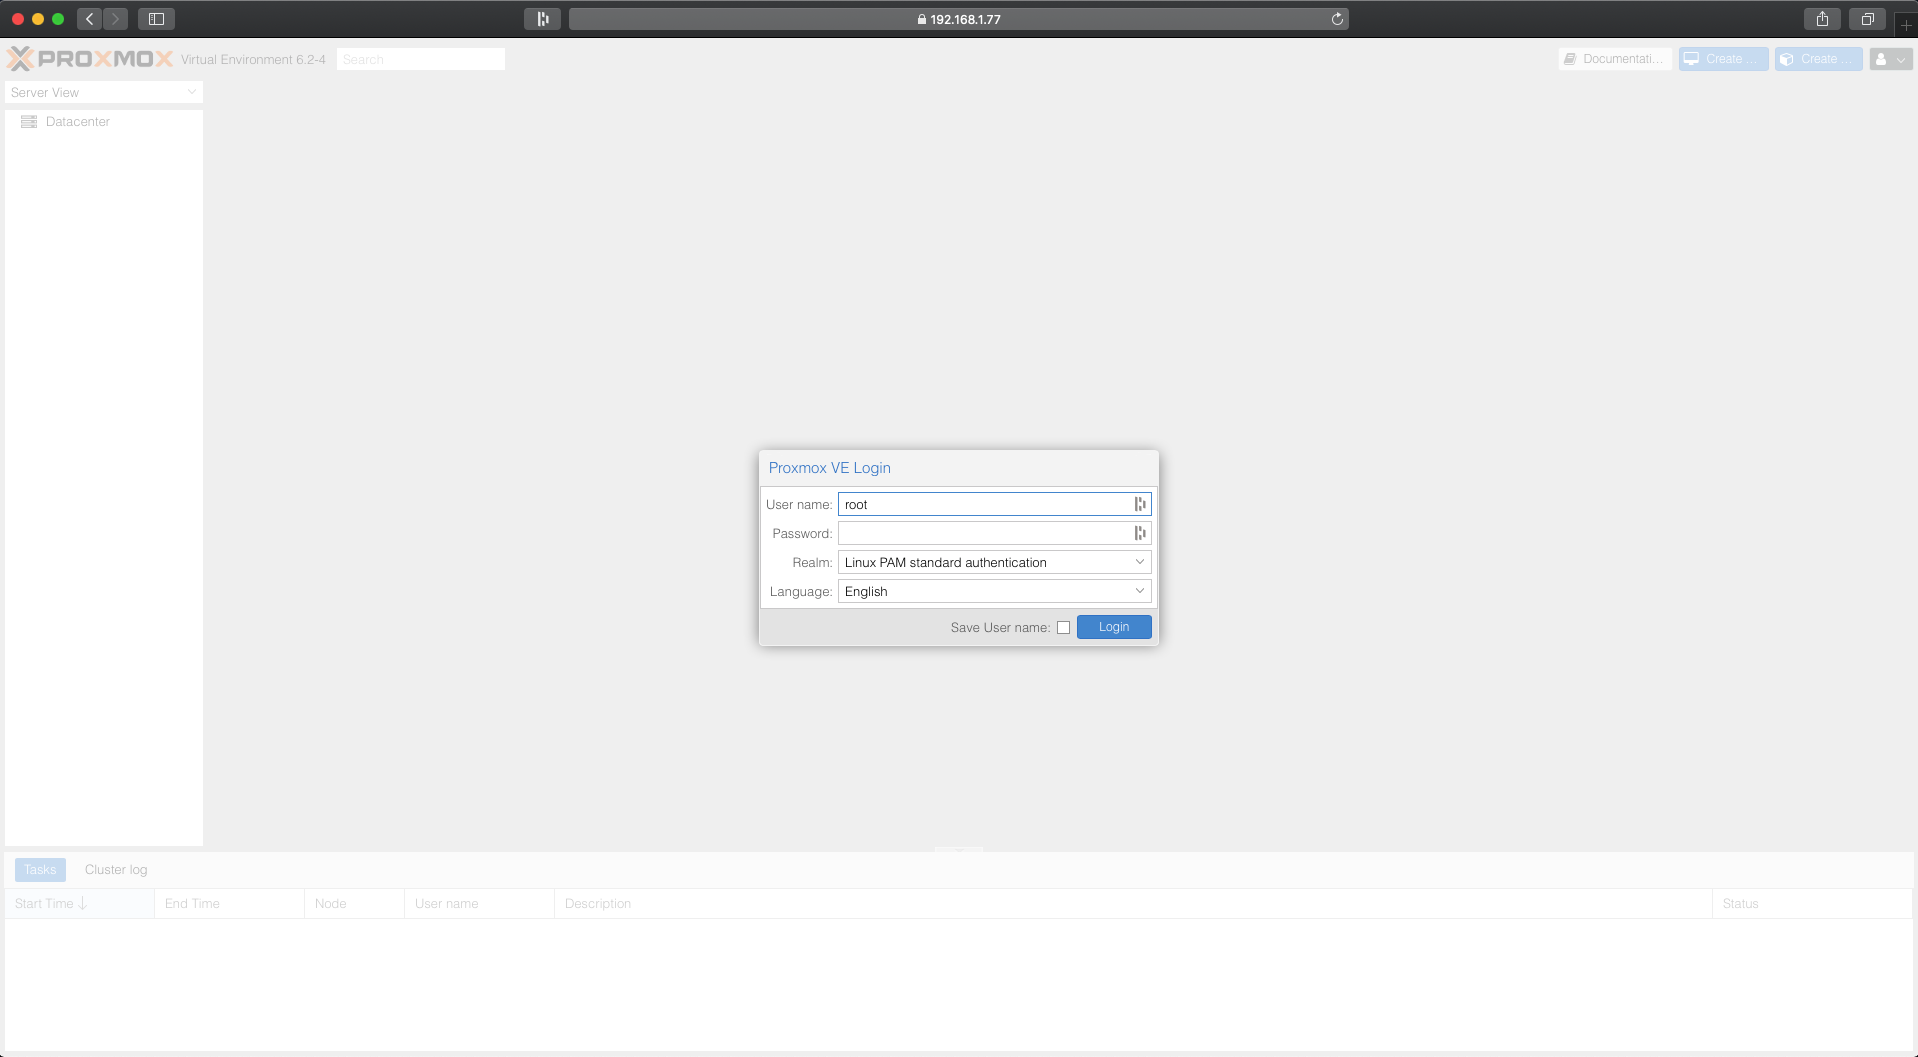 192.168.1.77
PROXMOX Virtual Environment 6.2-4 Search Documentati... Create ... Create ...
Server View
Datacenter
Proxmox VE Login
User name: root
Password:
Realm: Linux PAM standard authentication
Language: English
Save User name: Login
Tasks Cluster log
Start Time End Time Node User name Description Status